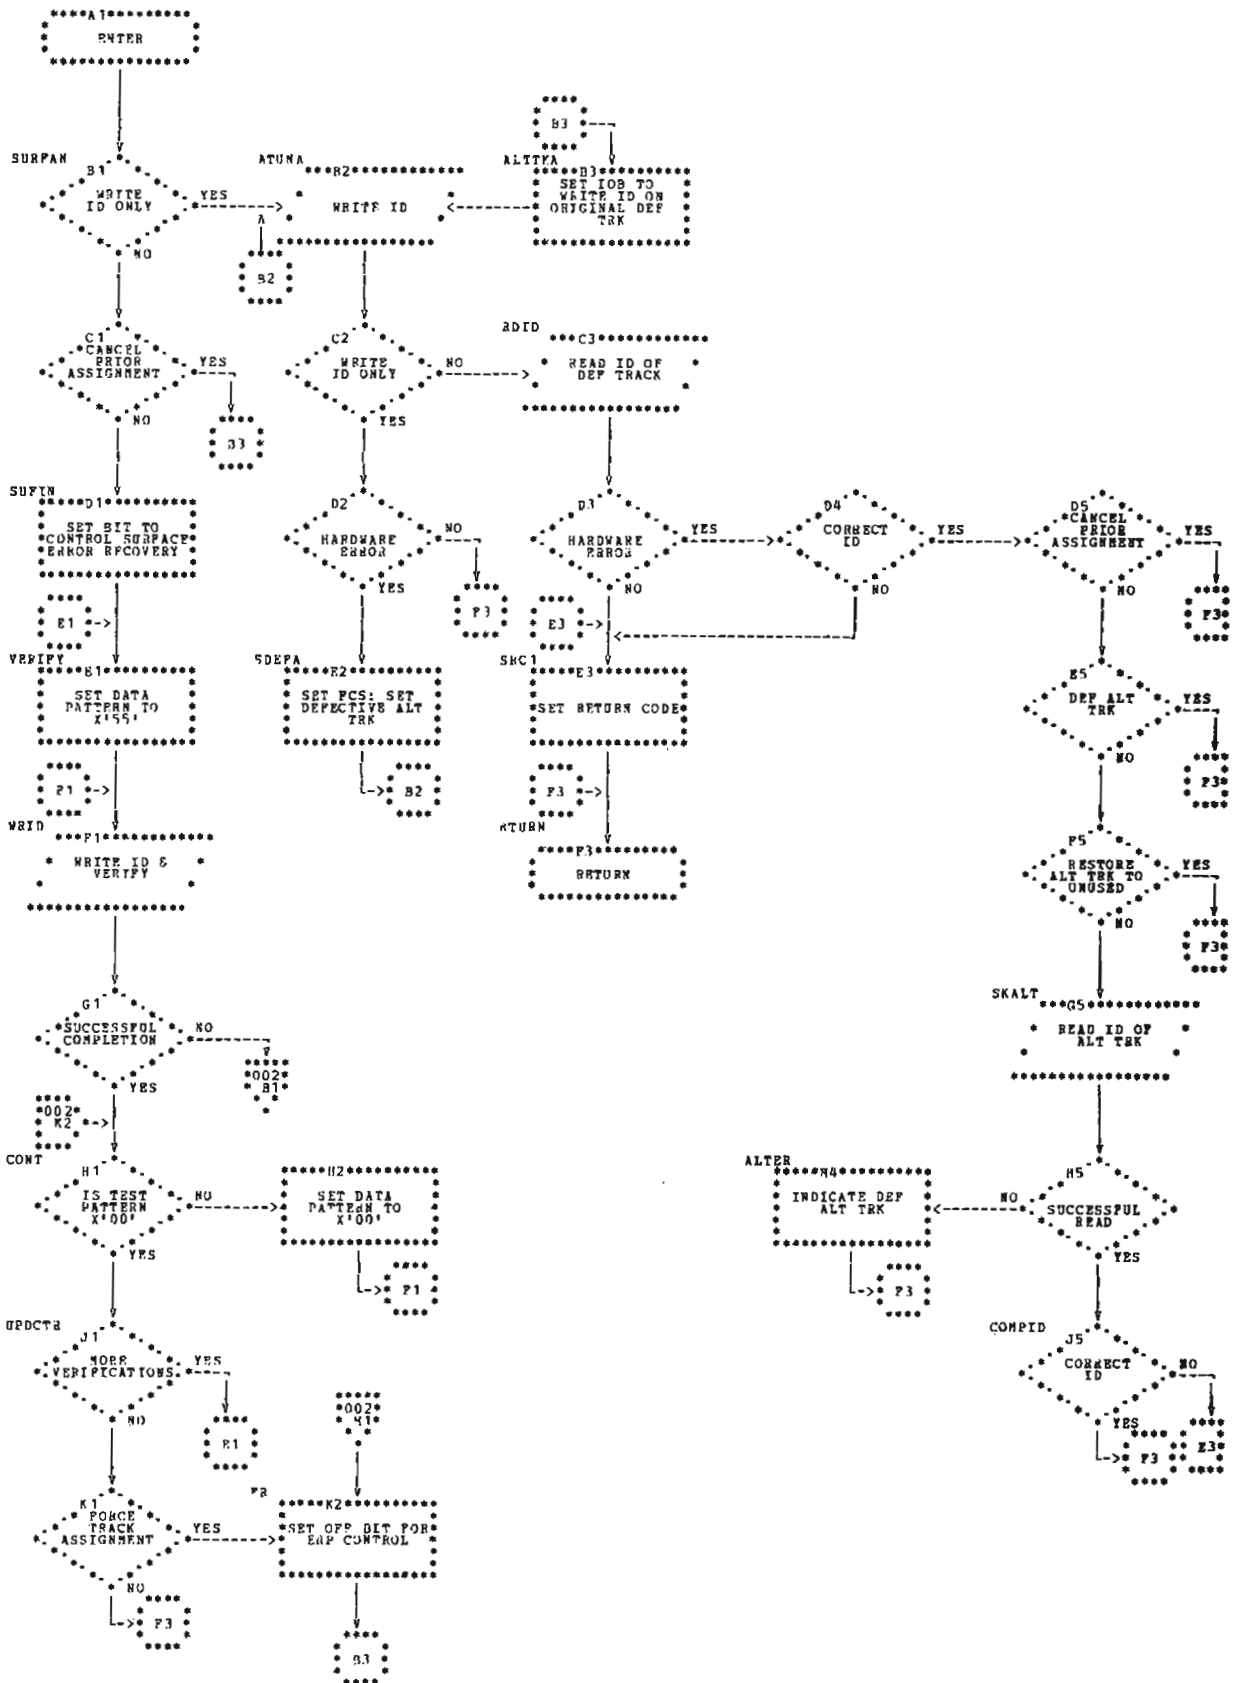 A1
ENTER
B3
SURFAN
B1
WRITE
ID ONLY
YES
NO
ATUNA
B2
WRITE ID
B2
ALTTRA
B3
SET IOB TO
WRITE ID ON
ORIGINAL DEF
TRK
C1
CANCEL
PRIOR
ASSIGNMENT
YES
NO
B3
C2
WRITE
ID ONLY
NO
YES
RDID
C3
READ ID OF
DEF TRACK
SUFIN
D1
SET BIT TO
CONTROL SURFACE
ERROR RECOVERY
D2
HARDWARE
ERROR
NO
YES
F3
D3
HARDWARE
ERROR
YES
NO
D4
CORRECT
ID
YES
NO
D5
CANCEL
PRIOR
ASSIGNMENT
YES
NO
F3
E1
E3
VERIFY
E1
SET DATA
PATTERN TO
X'55'
SDEFA
E2
SET FCS: SET
DEFECTIVE ALT
TRK
B2
SRC1
E3
SET RETURN CODE
E5
DEF ALT
TRK
YES
NO
F3
F1
F3
WRID
F1
WRITE ID &
VERIFY
RTURN
F3
RETURN
F5
RESTORE
ALT TRK TO
UNUSED
YES
NO
F3
G1
SUCCESSFUL
COMPLETION
NO
YES
002
B1
SKALT
G5
READ ID OF
ALT TRK
002
K2
CONT
H1
IS TEST
PATTERN
X'00'
NO
YES
H2
SET DATA
PATTERN TO
X'00'
F1
ALTER
H4
INDICATE DEF
ALT TRK
F3
H5
SUCCESSFUL
READ
NO
YES
UPDCTR
J1
MORE
VERIFICATIONS
YES
NO
E1
002
H1
COMPID
J5
CORRECT
ID
NO
YES
F3
E3
K1
FORCE
TRACK
ASSIGNMENT
YES
NO
F3
K2
SET OFF BIT FOR
ERP CONTROL
B3